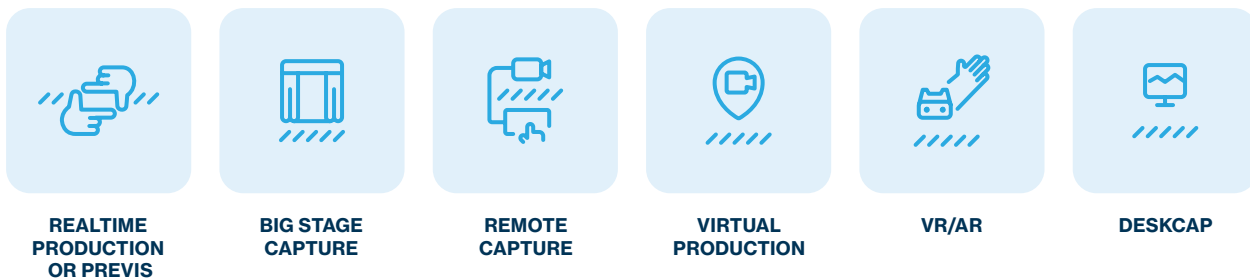 REALTIME
PRODUCTION
OR PREVIS
BIG STAGE
CAPTURE
REMOTE
CAPTURE
VIRTUAL
PRODUCTION
VR/AR
DESKCAP